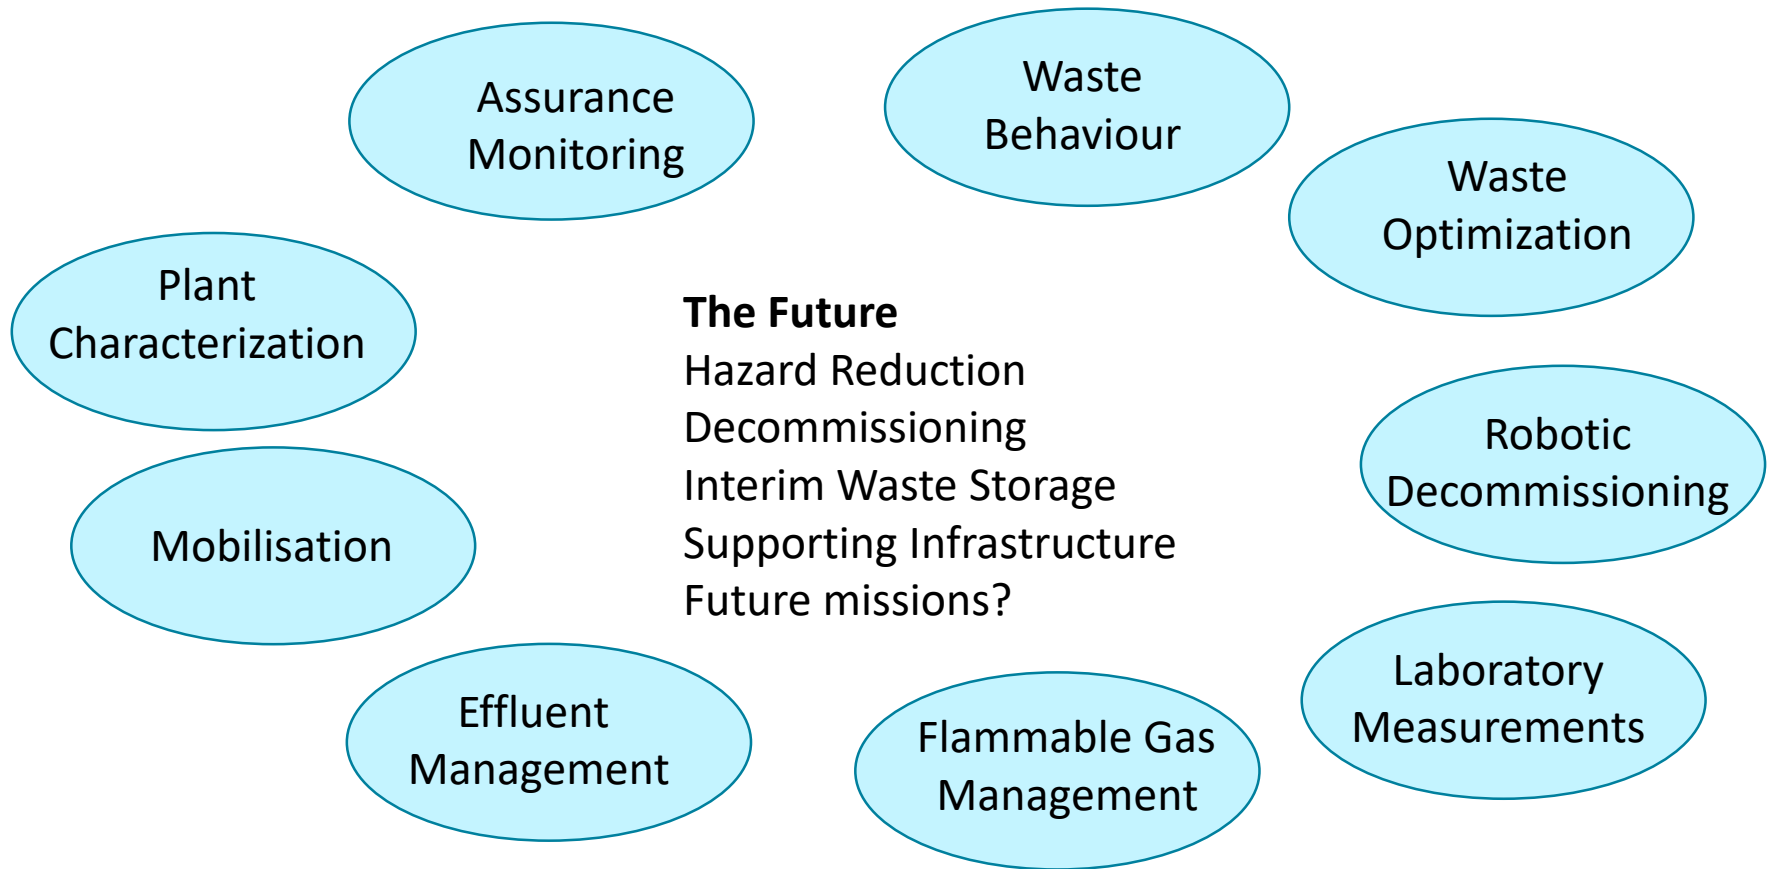 Assurance
Monitoring
Waste
Behaviour
Waste
Optimization
Plant
Characterization
The Future
Hazard Reduction
Decommissioning
Interim Waste Storage
Supporting Infrastructure
Future missions?
Robotic
Decommissioning
Mobilisation
Laboratory
Measurements
Effluent
Management
Flammable Gas
Management